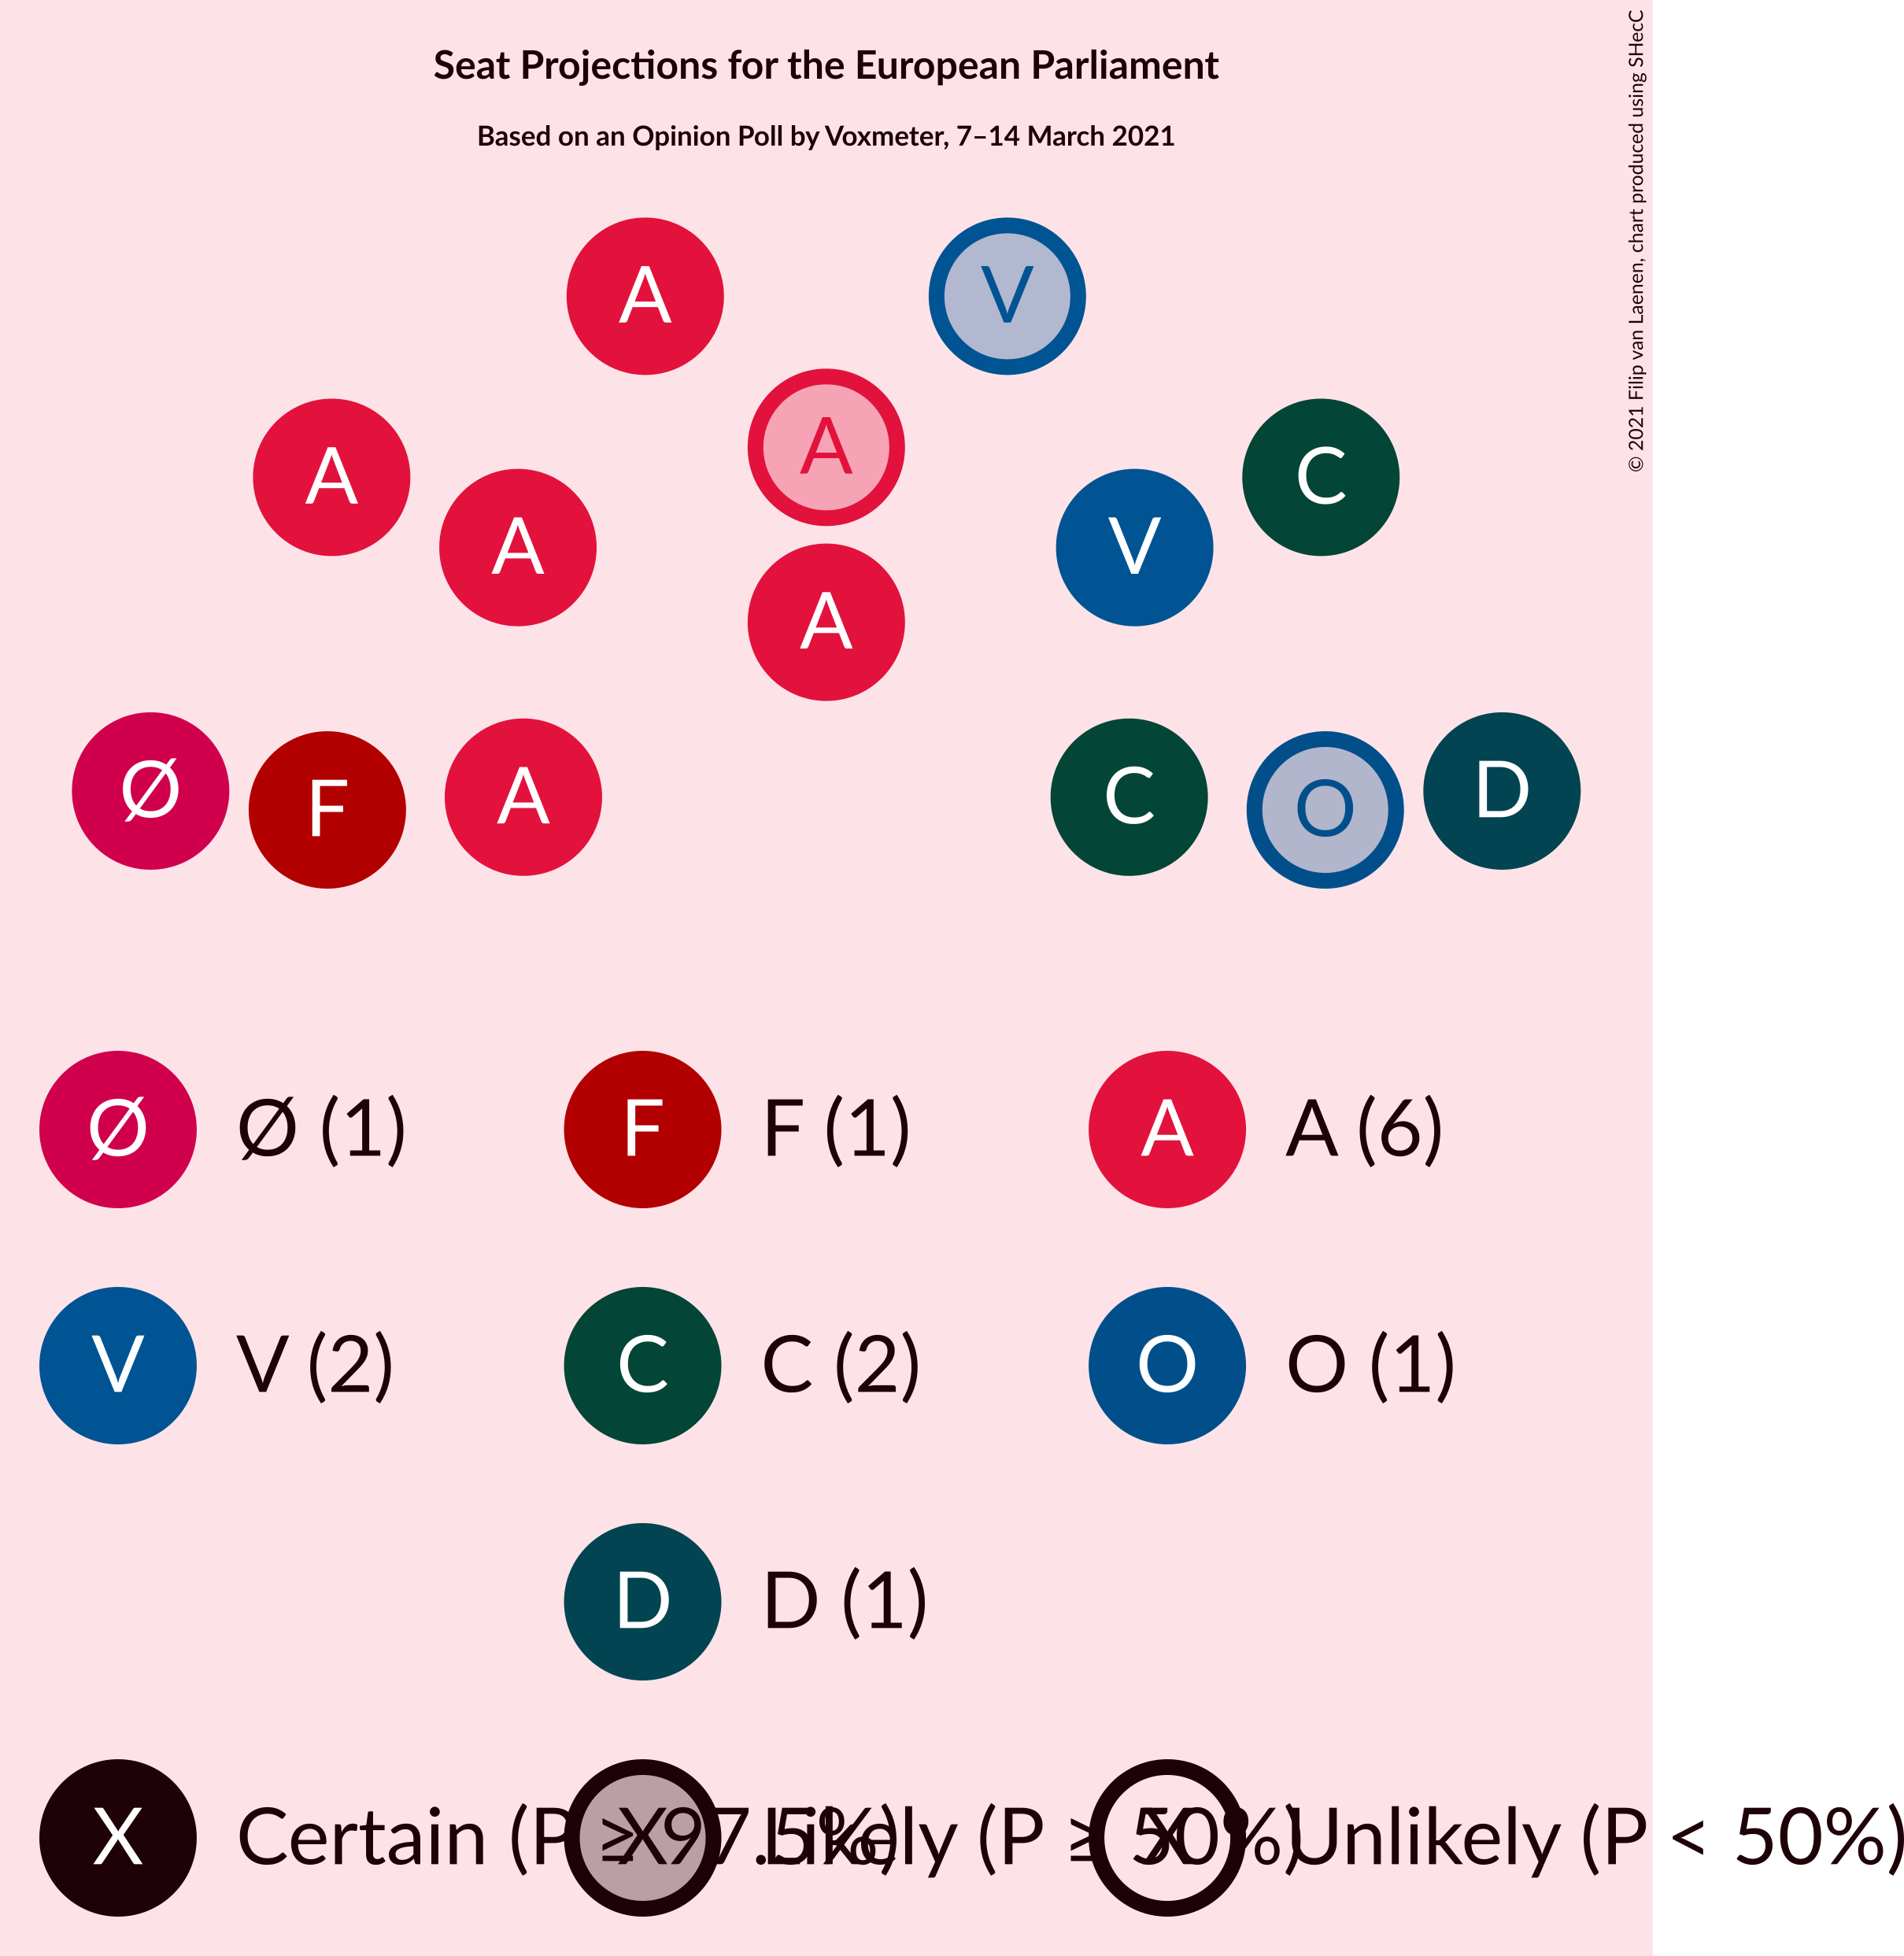 Seat Projections for the European Parliament
Based on an Opinion Poll by Voxmeter, 7–14 March 2021
© 2021 Filip van Laenen, chart produced using SHecC
A V
A
A C
A V
A
Ø F A C O D
Ø Ø (1) F F (1) A A (6)
V V (2) C C (2) O O (1)
D D (1)
X Certain (P ≥ 97.5%) X Likely (P ≥ 50%) X Unlikely (P < 50%)